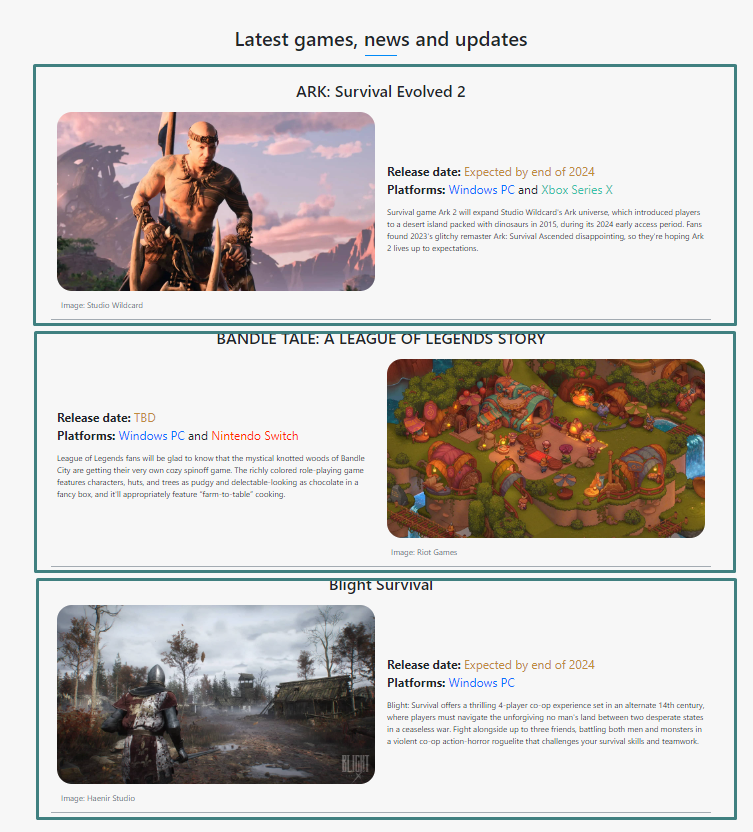 Latest games, news and updates
ARK: Survival Evolved 2
Release date: Expected by end of 2024
Platforms: Windows PC and Xbox Series X
Survival game Ark 2 will expand Studio Wildcard's Ark universe, which introduced players
to a desert island packed with dinosaurs in 2015, during its 2024 early access period. Fans
found 2023's glitchy remaster Ark: Survival Ascended disappointing, so they're hoping Ark
2 lives up to expectations.
Image: Studio Wildcard
BANDLE TALE: A LEAGUE OF LEGENDS STORY
Release date: TBD
Platforms: Windows PC and Nintendo Switch
League of Legends fans will be glad to know that the mystical knotted woods of Bandle
City are getting their very own cozy spinoff game. The richly colored role-playing game
features characters, huts, and trees as pudgy and delectable-looking as chocolate in a
fancy box, and it'll appropriately feature "farm-to-table" cooking.
Image: Riot Games
Blight Survival
BLIGHT
Release date: Expected by end of 2024
Platforms: Windows PC
Blight: Survival offers a thrilling 4-player co-op experience set in an alternate 14th century,
where players must navigate the unforgiving no man's land between two desperate states
in a ceaseless war. Fight alongside up to three friends, battling both men and monsters in
a violent co-op action-horror roguelite that challenges your survival skills and teamwork.
Image: Haenir Studio